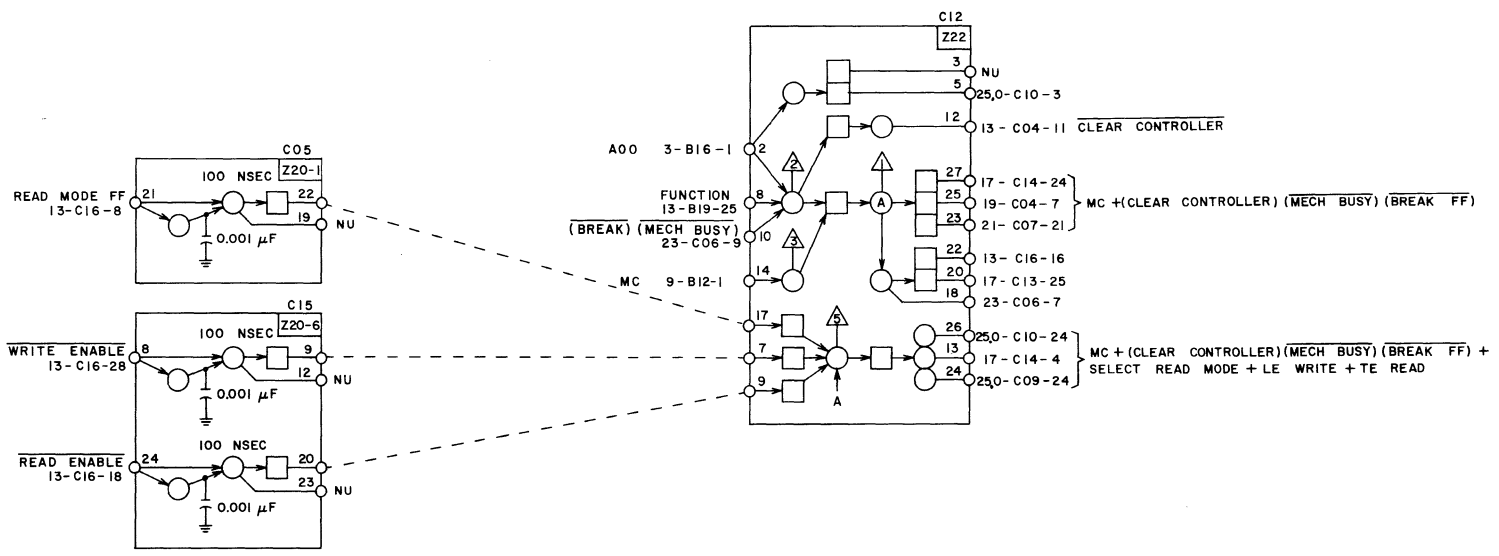 C05
Z20-1
100 NSEC
READ MODE FF
13-C16-8
21
22
19
NU
0.001 μF
C15
Z20-6
100 NSEC
WRITE ENABLE
13-C16-28
8
9
12
NU
0.001 μF
100 NSEC
READ ENABLE
13-C16-18
24
20
23
NU
0.001 μF
C12
Z22
3
NU
5
25,0-C10-3
12
13-C04-11 CLEAR CONTROLLER
A00 3-B16-1
2
2
1
FUNCTION
13-B19-25
8
A
(BREAK) (MECH BUSY)
23-C06-9
10
3
27
17-C14-24
25
19-C04-7
23
21-C07-21
MC +(CLEAR CONTROLLER) (MECH BUSY) (BREAK FF)
MC 9-B12-1
14
22
13-C16-16
20
17-C13-25
18
23-C06-7
17
7
9
5
A
26
25,0-C10-24
13
17-C14-4
24
25,0-C09-24
MC + (CLEAR CONTROLLER) (MECH BUSY) (BREAK FF) +
SELECT READ MODE + LE WRITE + TE READ